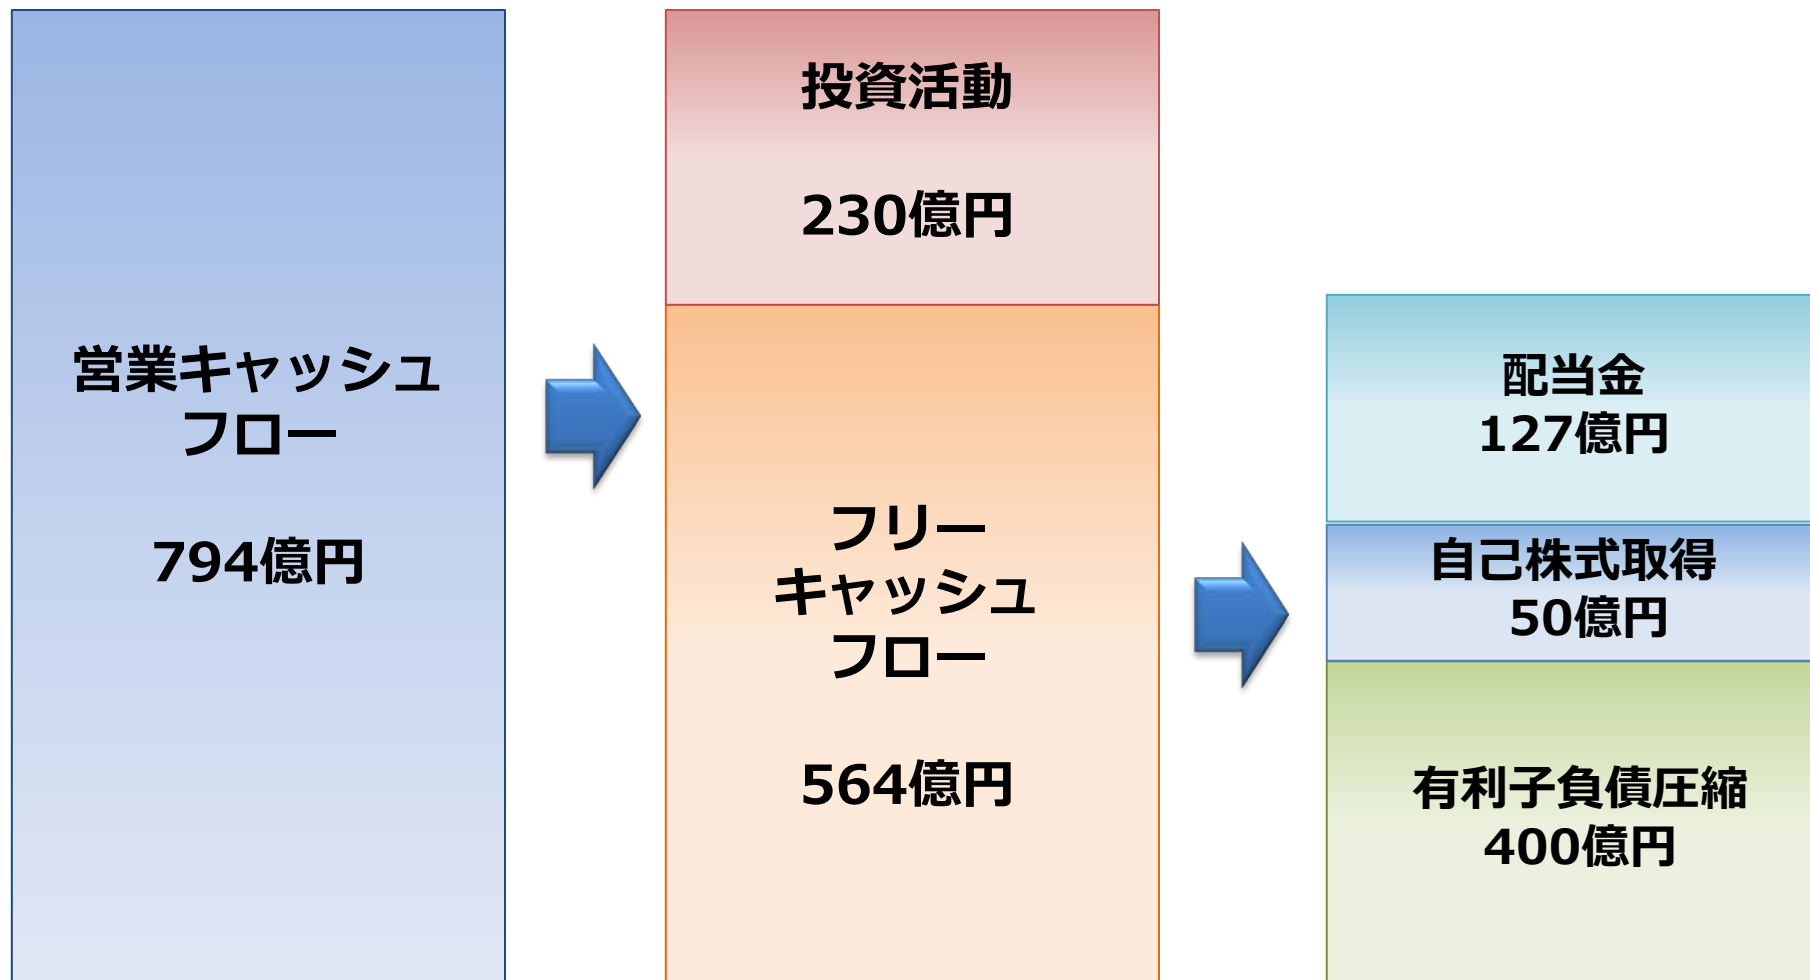 営業キャッシュ
フロー
794億円
投資活動
230億円
フリー
キャッシュ
フロー
564億円
配当金
127億円
自己株式取得
50億円
有利子負債圧縮
400億円